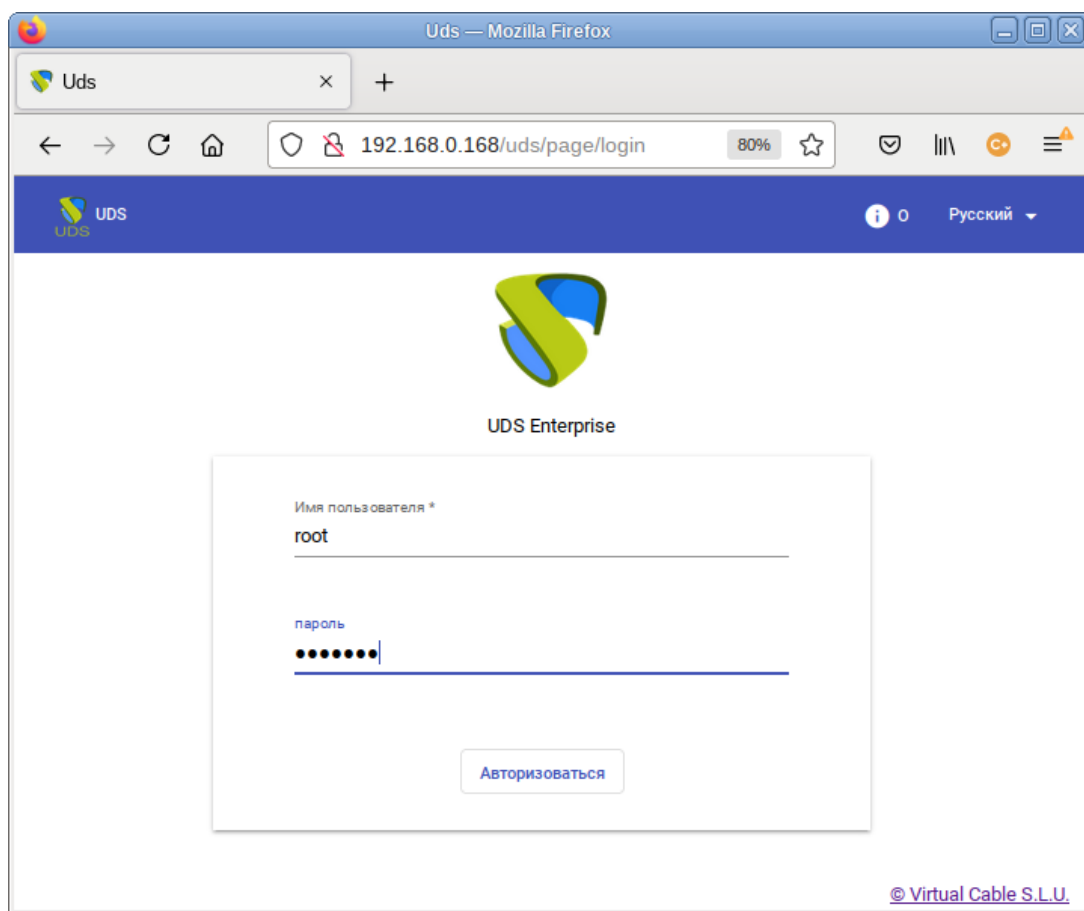 Uds — Mozilla Firefox
Uds
192.168.0.168/uds/page/login 80%
UDS UDS 0 Русский
UDS Enterprise
Имя пользователя *
root
пароль
•••••••
Авторизоваться
© Virtual Cable S.L.U.